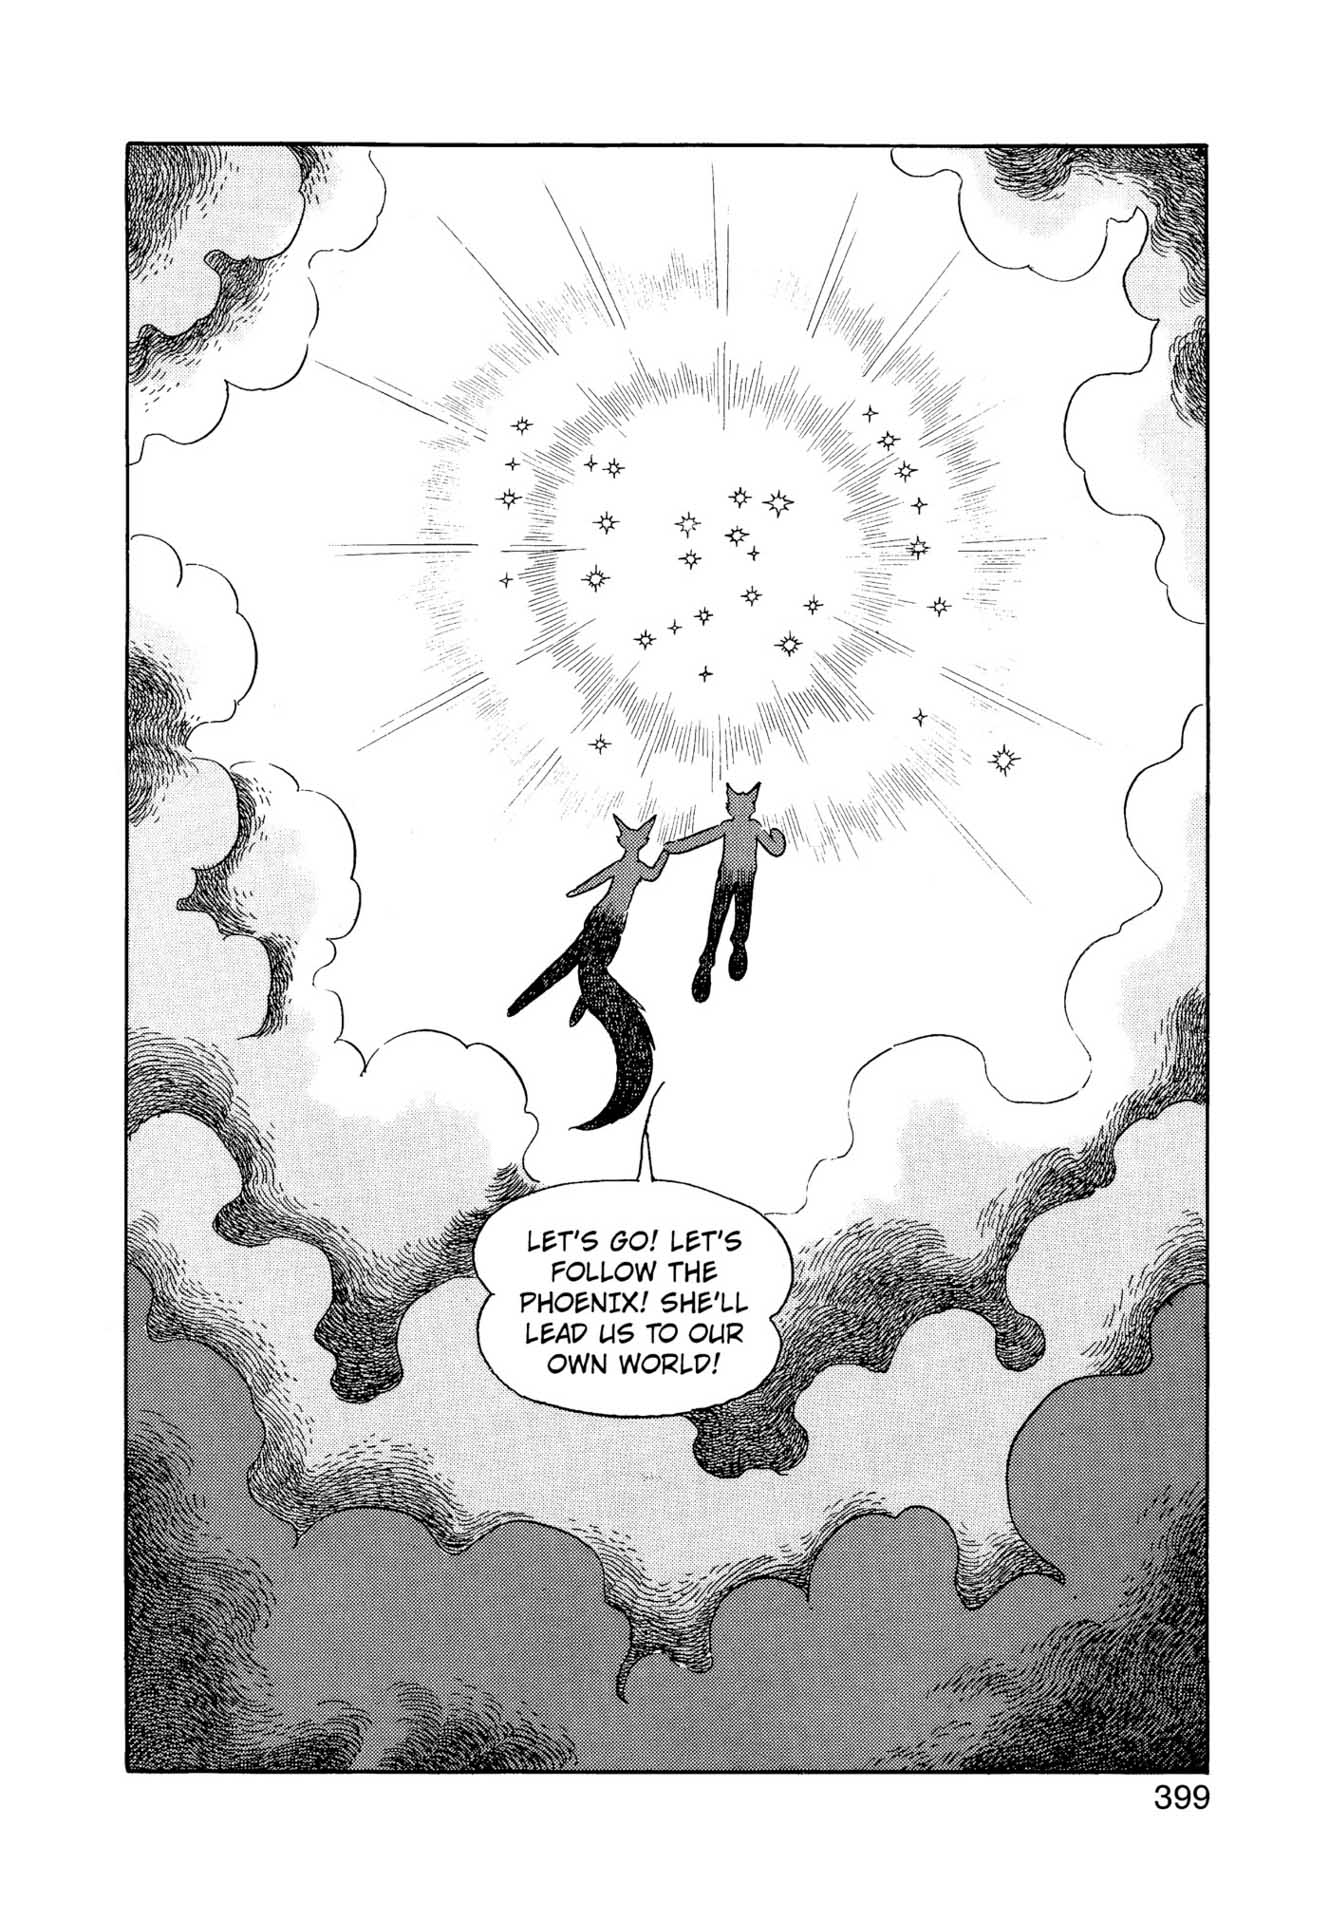 LET'S GO! LET'S
FOLLOW THE
PHOENIX! SHE'LL
LEAD US TO OUR
OWN WORLD!
399